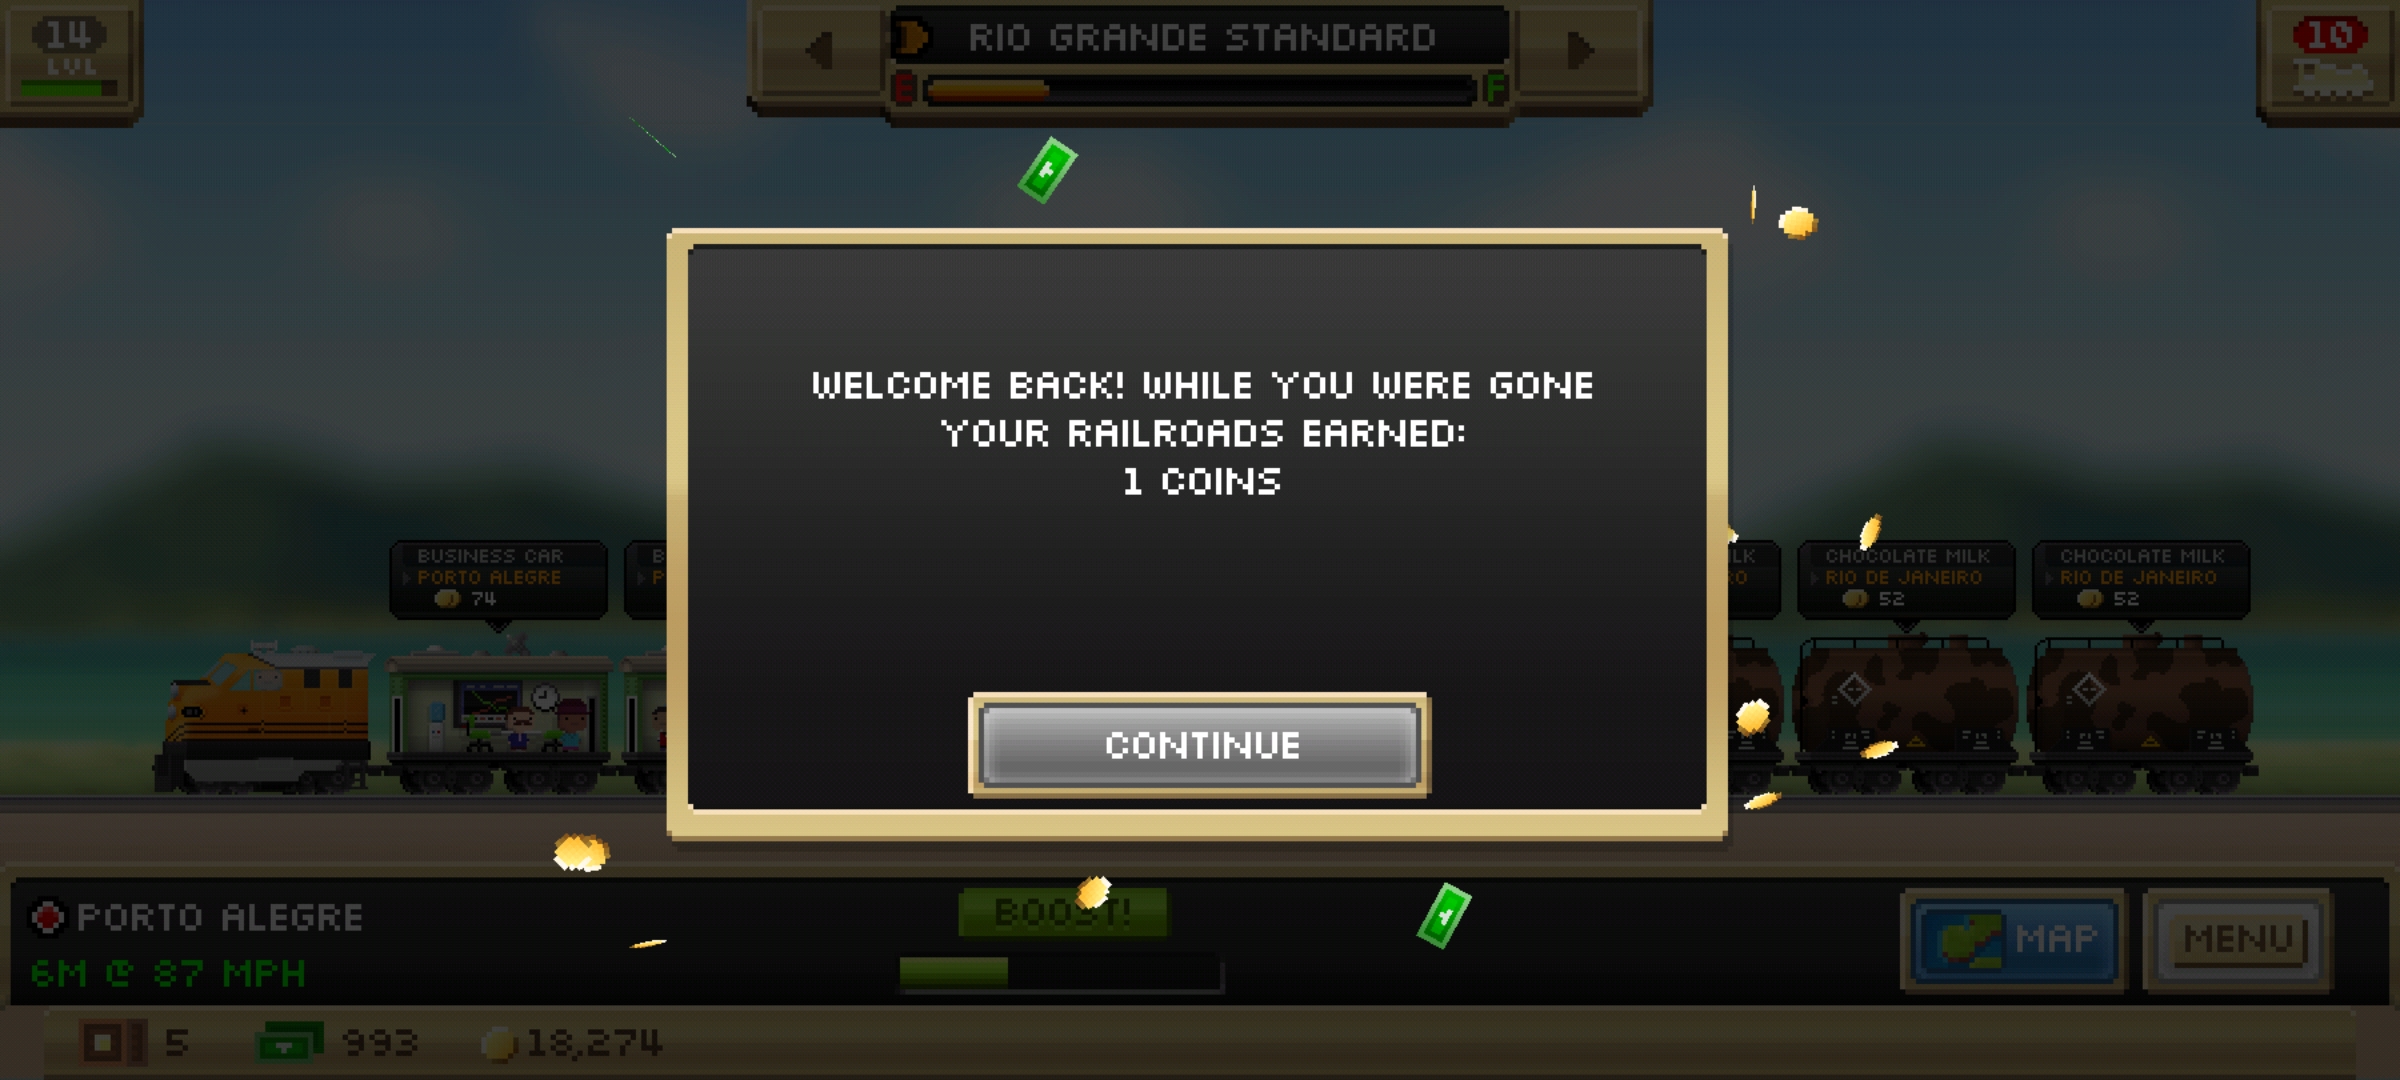 14
LVL
RIO GRANDE STANDARD
E
F
10
WELCOME BACK! WHILE YOU WERE GONE
YOUR RAILROADS EARNED:
1 COINS
CONTINUE
BUSINESS CAR
PORTO ALEGRE
74
CHOCOLATE MILK
RIO DE JANEIRO
52
CHOCOLATE MILK
RIO DE JANEIRO
52
PORTO ALEGRE
6M @ 87 MPH
BOOST!
MAP
MENU
5
993
18,274